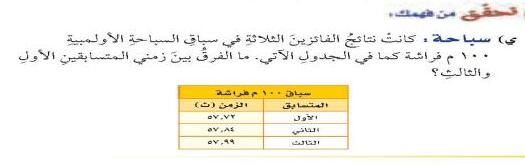 تحقق من فهمك:
ي) سباحة: كانتْ نتائجُ الفائزينَ الثلاثةِ في سباقِ السباحةِ الأولمبيةِ
١٠٠ م فراشة كما في الجدولِ الآتي. ما الفرقُ بينَ زمني المتسابقينِ الأولِ
والثالثِ؟
سباق ١٠٠ م فراشة
المتسابق الزمن (ث)
الأول ٥٧,٧٢
الثاني ٥٧,٨٤
الثالث ٥٧,٩٩